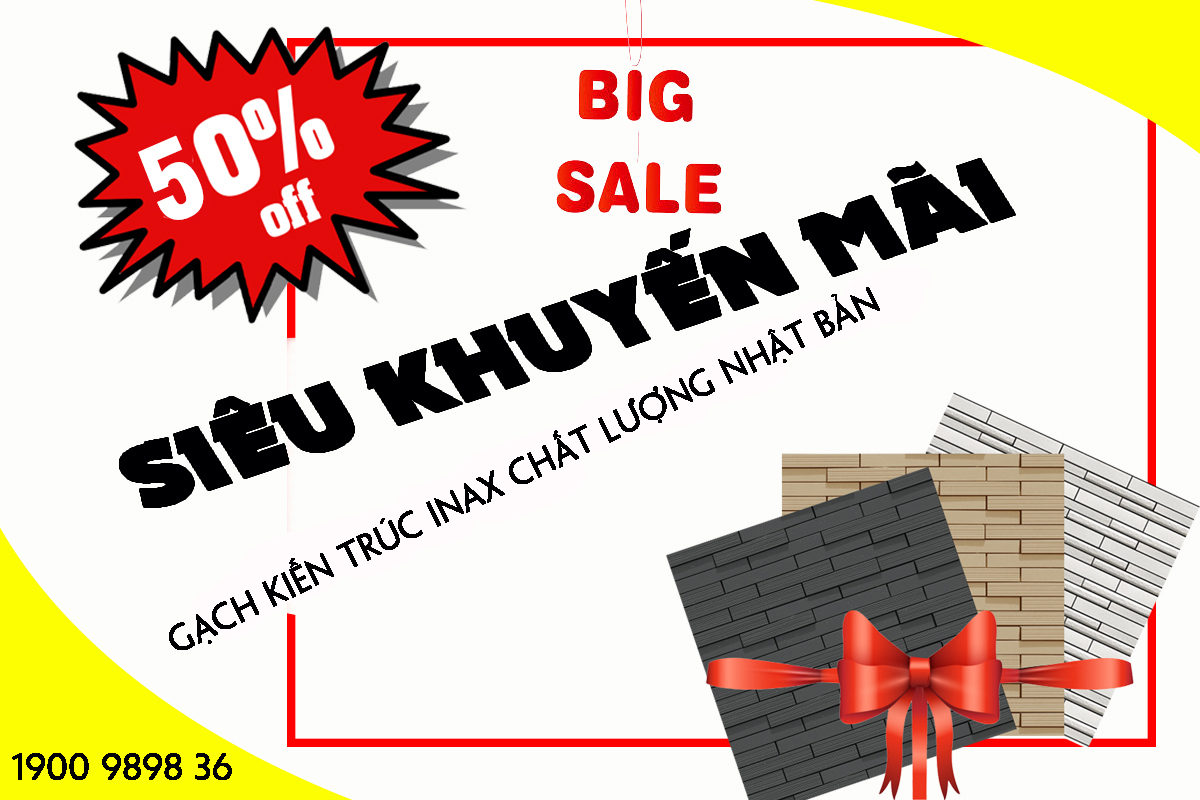 50%
off
BIG
SALE
SIÊU KHUYẾN MÃI
GẠCH KIẾN TRÚC INAX CHẤT LƯỢNG NHẬT BẢN
1900 9898 36